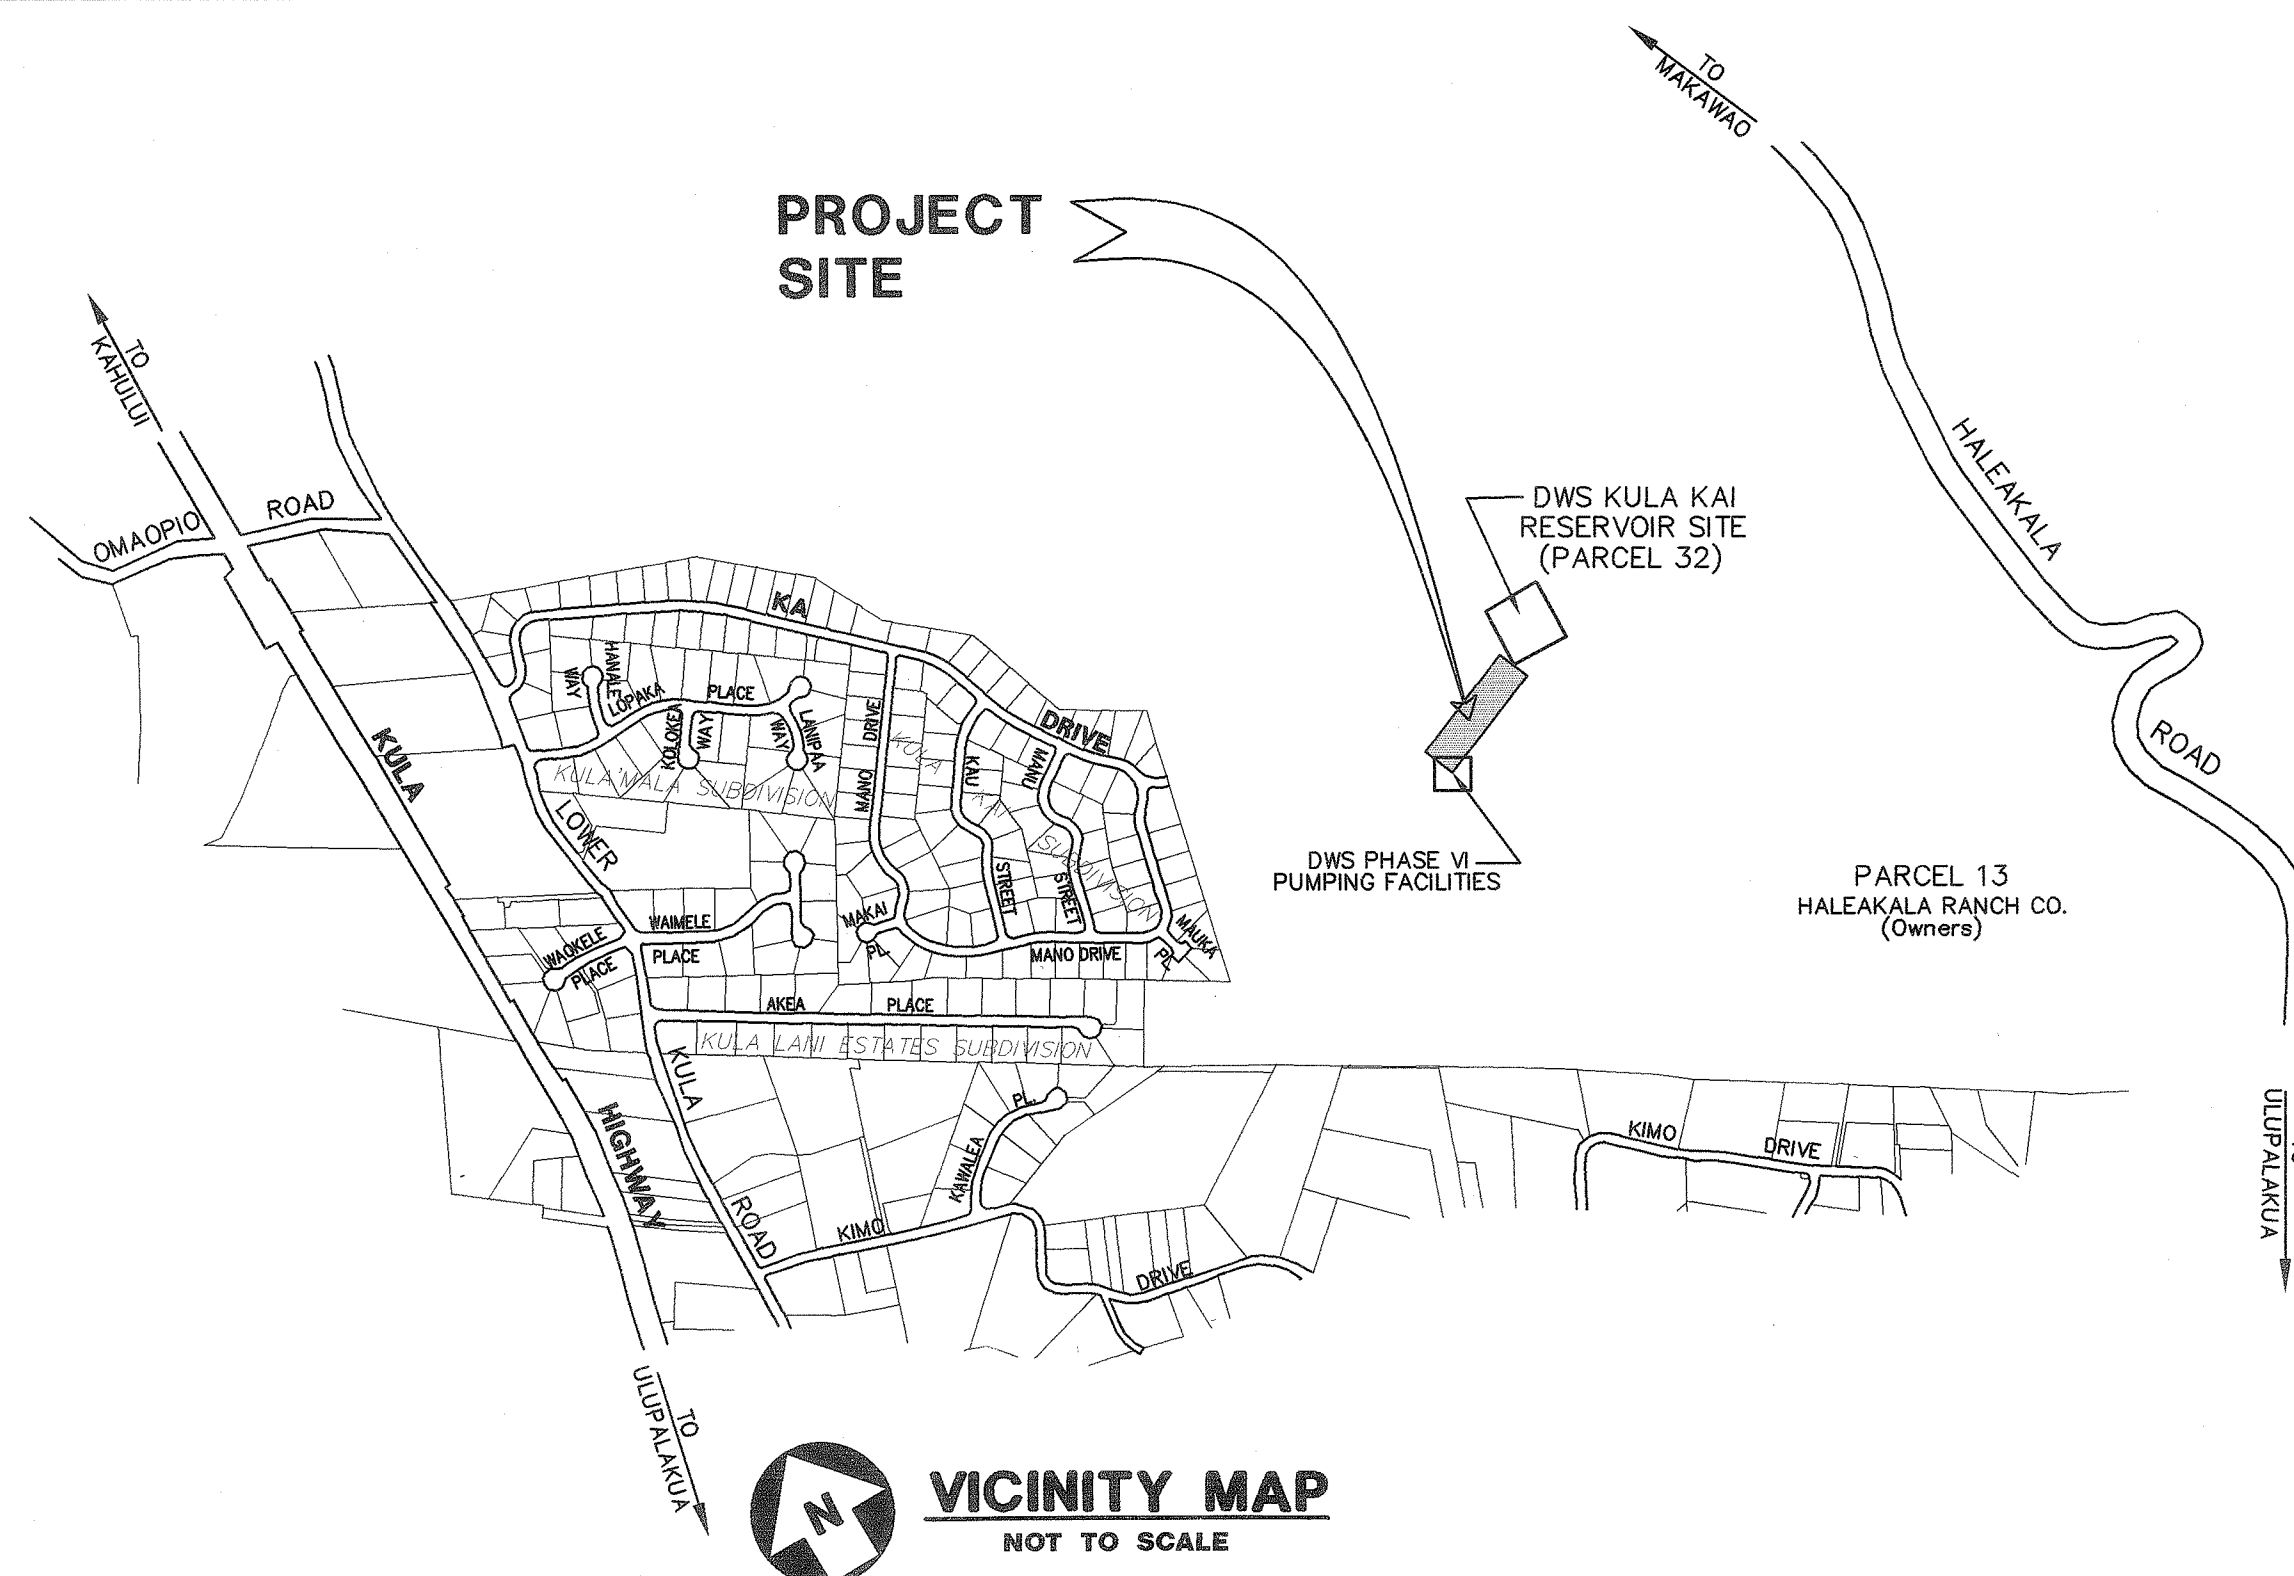 TO
MAKAWAO
PROJECT
SITE
TO
KAHULUI
HALEAKALA
ROAD
DWS KULA KAI
RESERVOIR SITE
(PARCEL 32)
OMAOPIO
ROAD
KA
DRIVE
HANALE
WAY
LOPAKA
PLACE
KOLOKEA
WAY
LANIPAA
WAY
MANO
DRIVE
KULA
KAI
SUBDIVISION
KAU
STREET
MANU
STREET
KULA
HIGHWAY
KULA'MALA SUBDIVISION
LOWER
KULA
ROAD
DWS PHASE VI
PUMPING FACILITIES
PARCEL 13
HALEAKALA RANCH CO.
(Owners)
WAIMELE
PLACE
WAOKELE
PLACE
MAKAI
PL.
MANO DRIVE
MAUKA
PL.
AKEA
PLACE
KULA LANI ESTATES SUBDIVISION
KAWALEA
PL.
KIMO
DRIVE
KIMO
DRIVE
ULUPALAKUA
TO
ULUPALAKUA
N
VICINITY MAP
NOT TO SCALE